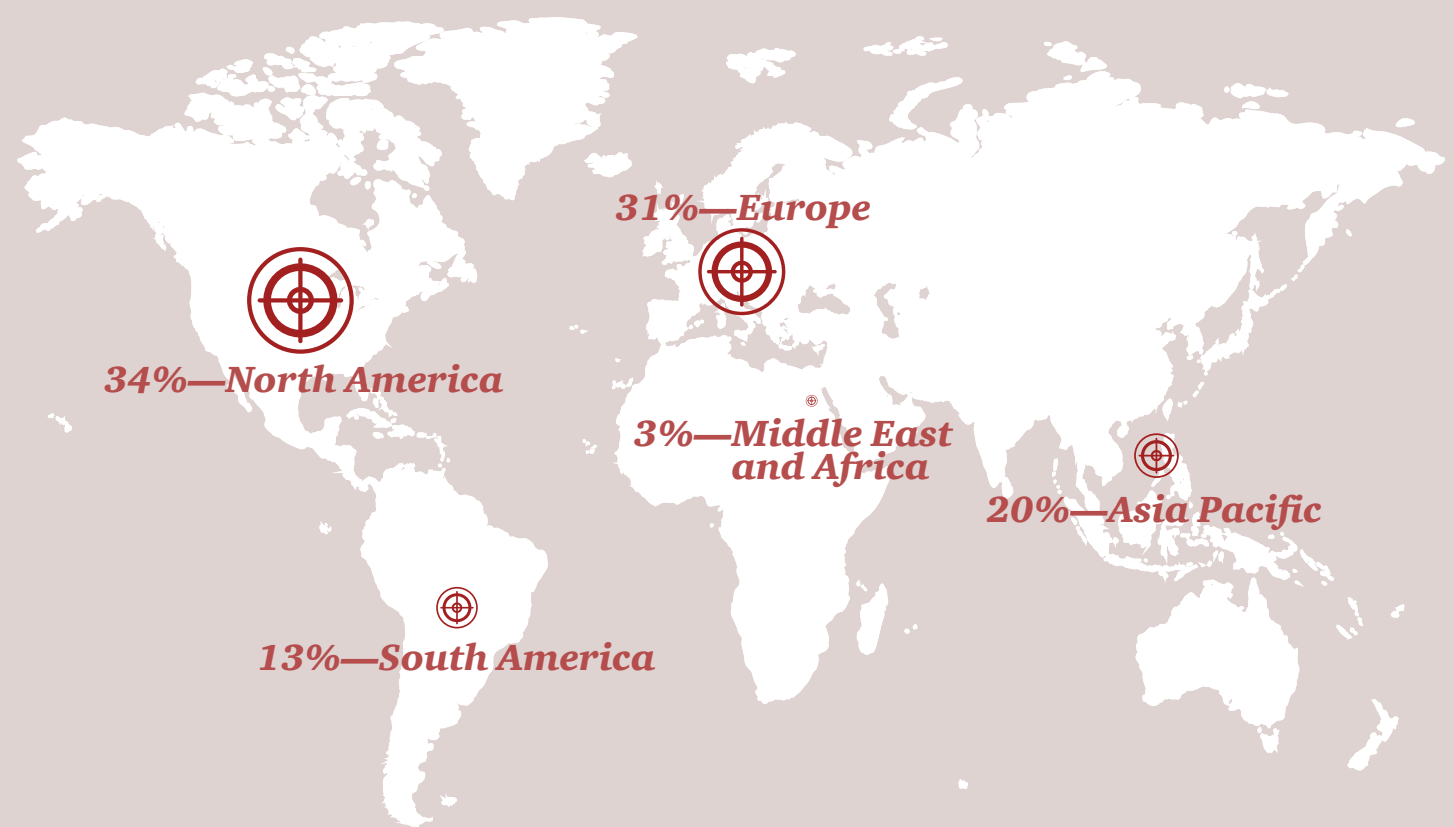 31%—Europe
34%—North America
3%—Middle East
and Africa
20%—Asia Pacific
13%—South America